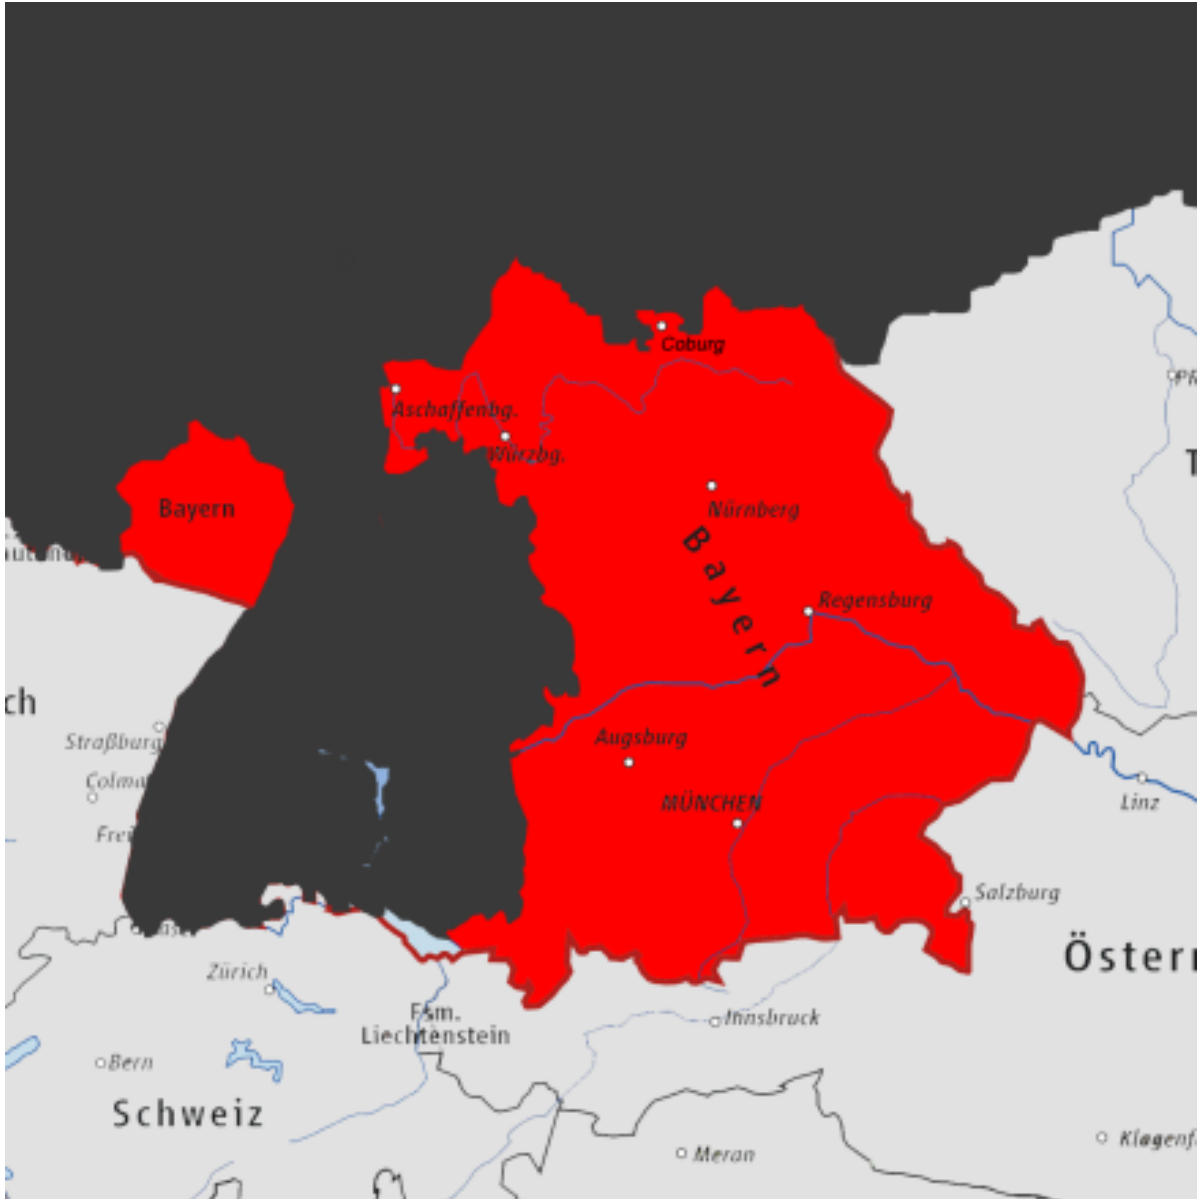 Coburg
Aschaffenbg.
Würzbg.
Bayern
Nürnberg
Bayern
Regensburg
ch
Straßburg
Augsburg
MÜNCHEN
Linz
Salzburg
Zürich
Fsm.
Liechtenstein
Innsbruck
Bern
Schweiz
Meran